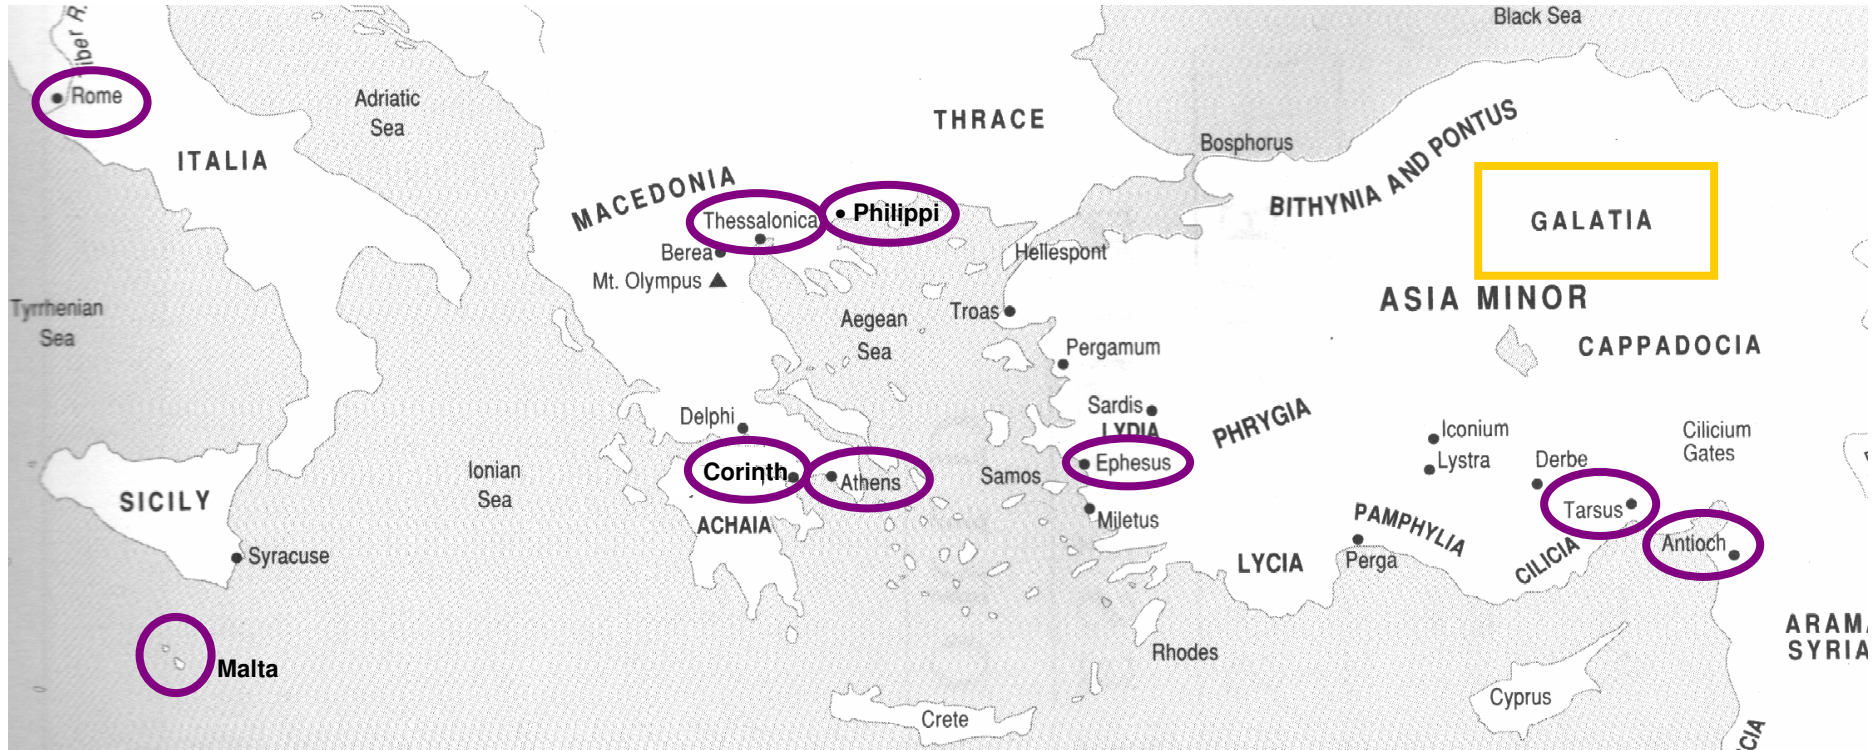 Black Sea
Tiber R.
Rome
Adriatic
Sea
THRACE
Bosphorus
ITALIA
BITHYNIA AND PONTUS
MACEDONIA
Thessalonica
Philippi
GALATIA
Berea
Hellespont
Mt. Olympus
ASIA MINOR
Tyrrhenian
Sea
Troas
Aegean
Sea
Pergamum
CAPPADOCIA
Sardis
LYDIA
PHRYGIA
Delphi
Iconium
Lystra
Cilicium
Gates
Derbe
Ionian
Sea
Corinth
Athens
Samos
Ephesus
SICILY
Tarsus
Miletus
ACHAIA
PAMPHYLIA
Antioch
Syracuse
LYCIA
Perga
CILICIA
ARAM
SYRIA
Rhodes
Malta
Cyprus
Crete
CIA